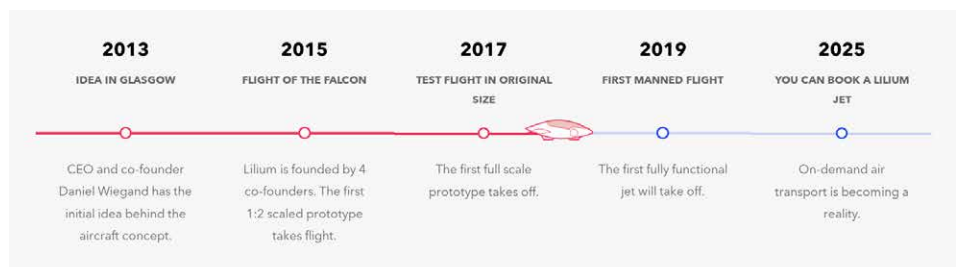 2013
IDEA IN GLASGOW
CEO and co-founder
Daniel Wiegand has the
initial idea behind the
aircraft concept.
2015
FLIGHT OF THE FALCON
Lilium is founded by 4
co-founders. The first
1:2 scaled prototype
takes flight.
2017
TEST FLIGHT IN ORIGINAL
SIZE
The first full scale
prototype takes off.
2019
FIRST MANNED FLIGHT
The first fully functional
jet will take off.
2025
YOU CAN BOOK A LILIUM
JET
On-demand air
transport is becoming a
reality.